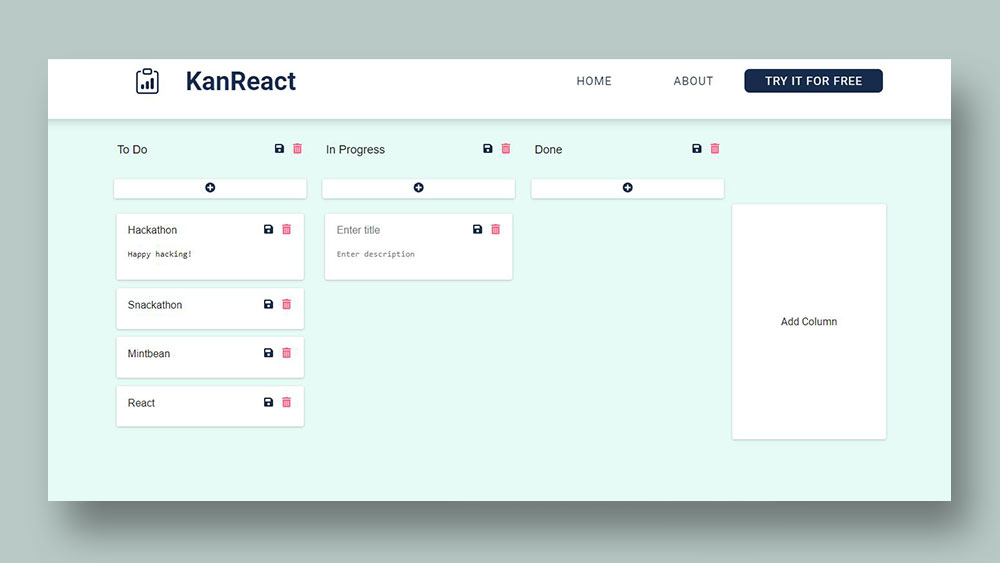 KanReact
HOME
ABOUT
TRY IT FOR FREE
To Do
In Progress
Done
Hackathon
Happy hacking!
Snackathon
Mintbean
React
Enter title
Enter description
Add Column